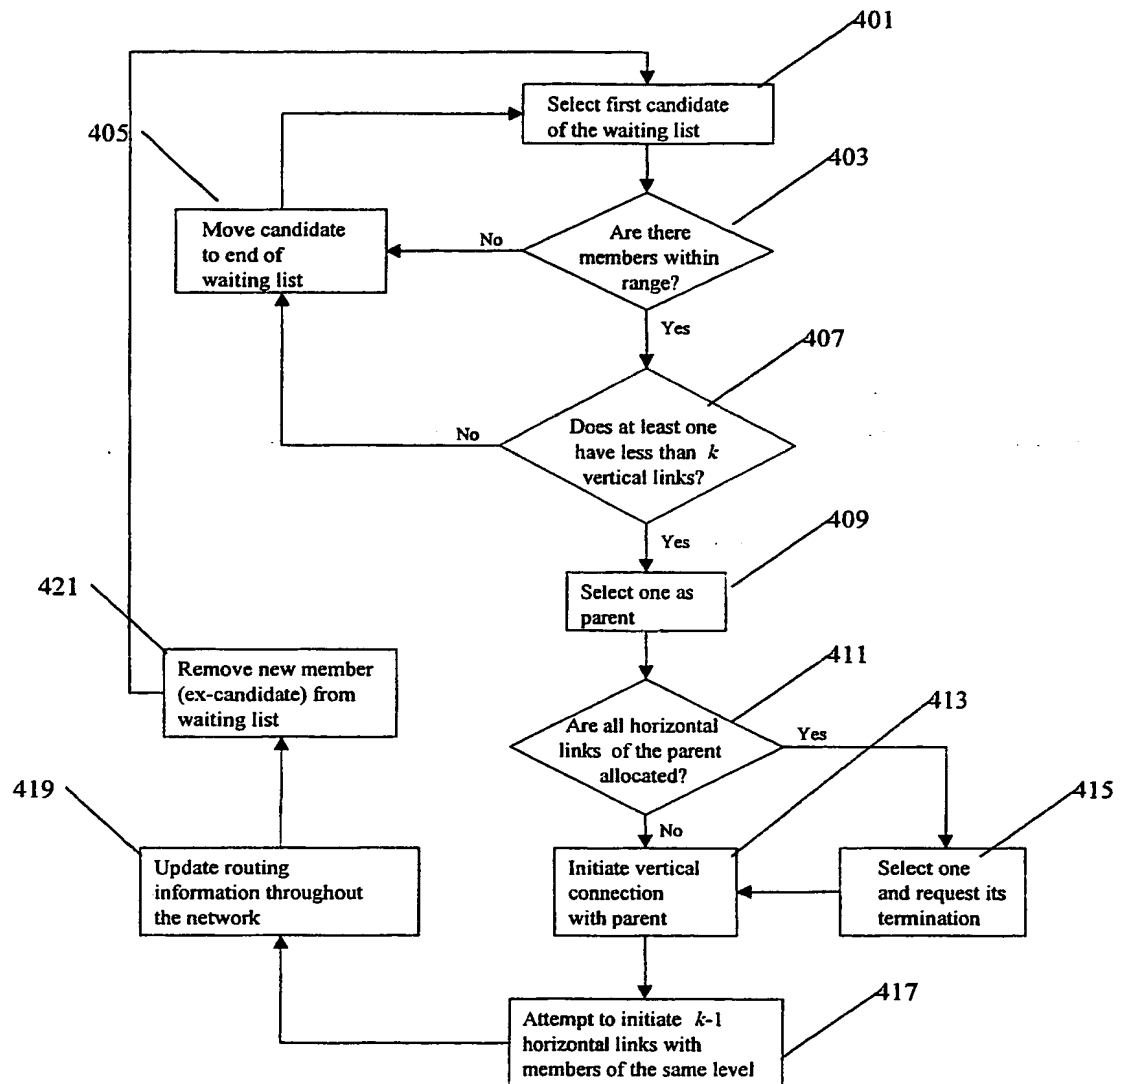 401
Select first candidate
of the waiting list
405
403
Move candidate
to end of
waiting list
No
Are there
members within
range?
Yes
407
No
Does at least one
have less than k
vertical links?
Yes
409
Select one as
parent
421
Remove new member
(ex-candidate) from
waiting list
411
413
Are all horizontal
links of the parent
allocated?
Yes
No
419
415
Update routing
information throughout
the network
Initiate vertical
connection
with parent
Select one
and request its
termination
417
Attempt to initiate k-1
horizontal links with
members of the same level